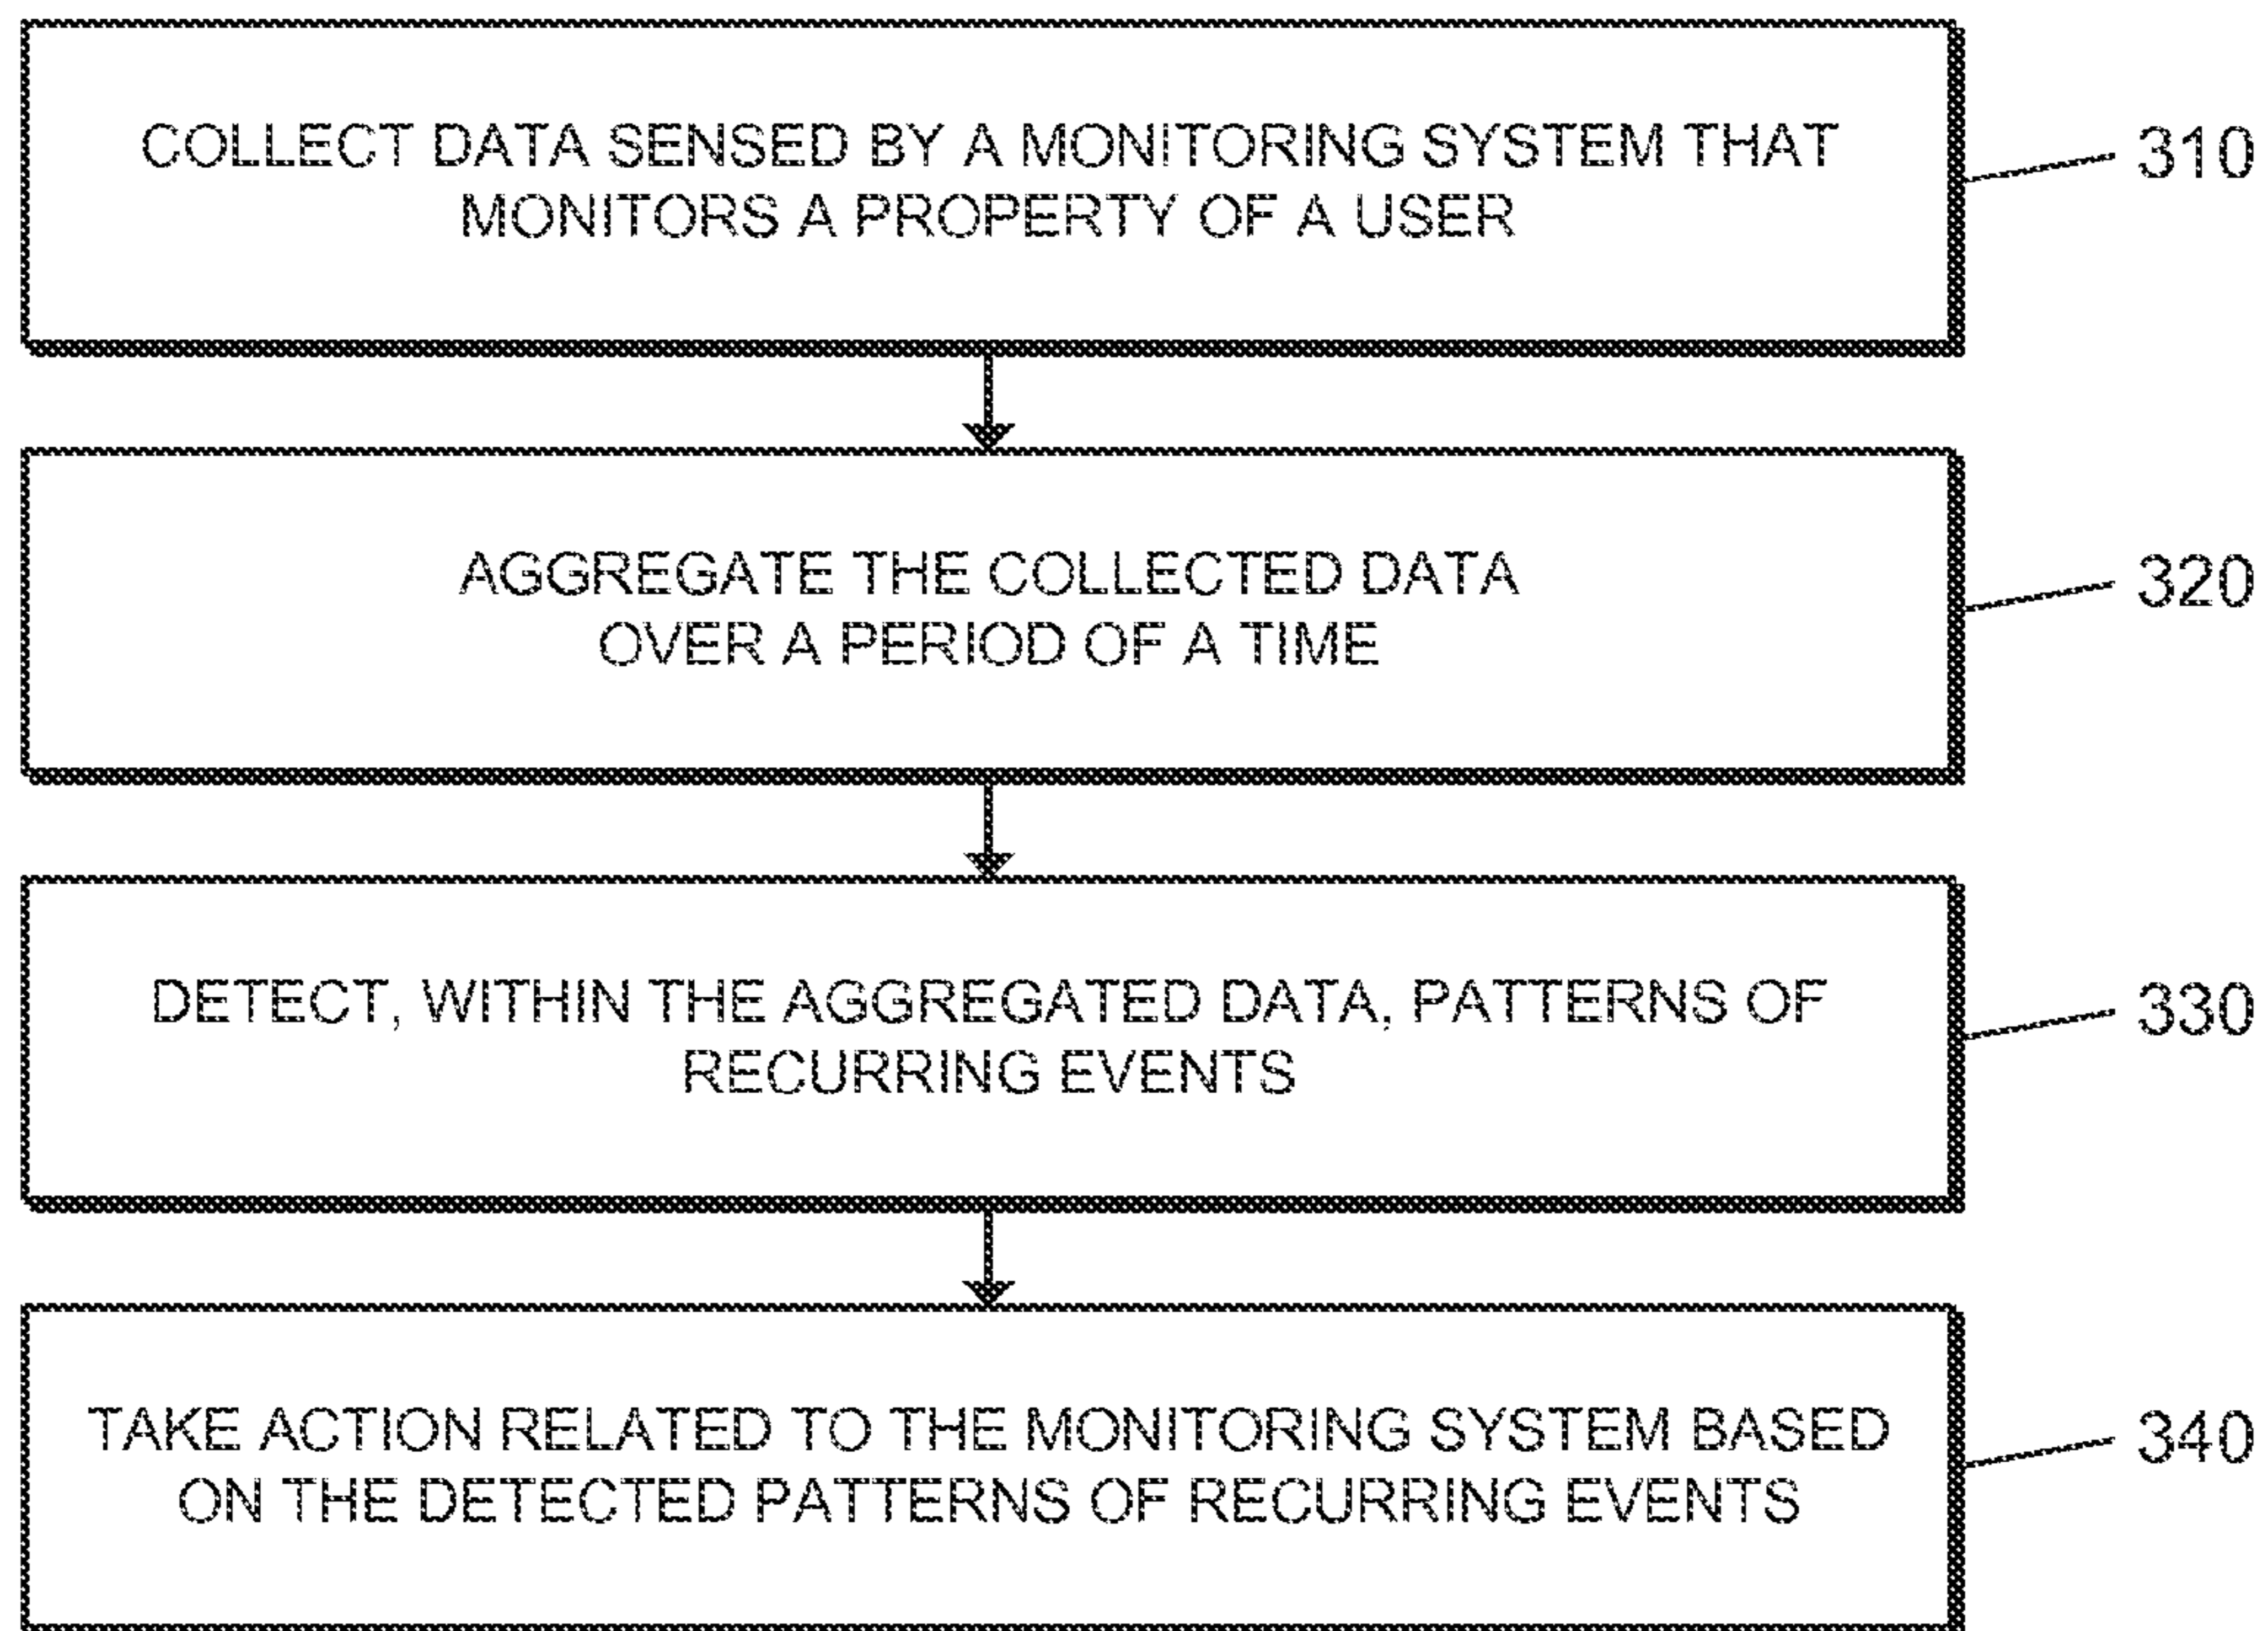 COLLECT DATA SENSED BY A MONITORING SYSTEM THAT
MONITORS A PROPERTY OF A USER
310
AGGREGATE THE COLLECTED DATA
OVER A PERIOD OF A TIME
320
DETECT, WITHIN THE AGGREGATED DATA, PATTERNS OF
RECURRING EVENTS
330
TAKE ACTION RELATED TO THE MONITORING SYSTEM BASED
ON THE DETECTED PATTERNS OF RECURRING EVENTS
340